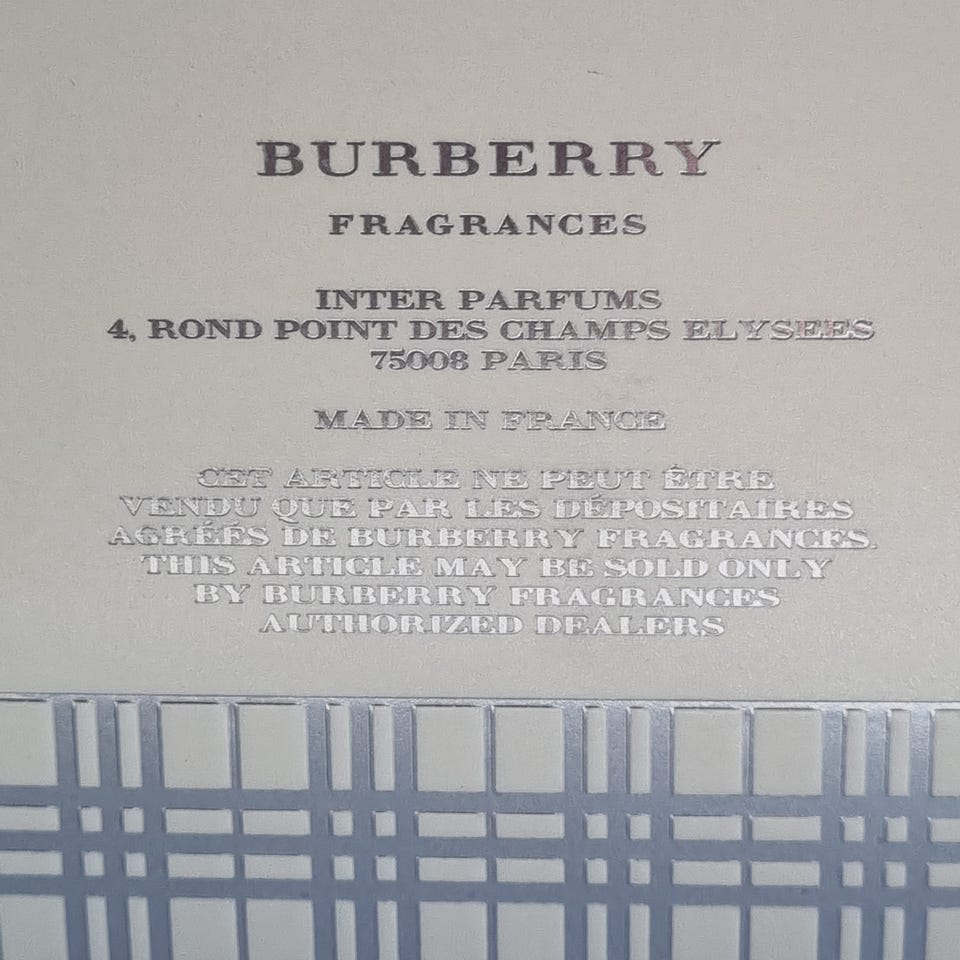 BURBERRY
FRAGRANCES
INTER PARFUMS
4, ROND POINT DES CHAMPS ELYSEES
75008 PARIS
MADE IN FRANCE
CET ARTICLE NE PEUT ÊTRE
VENDU QUE PAR LES DÉPOSITAIRES
AGRÉÉS DE BURBERRY FRAGRANCES.
THIS ARTICLE MAY BE SOLD ONLY
BY BURBERRY FRAGRANCES
AUTHORIZED DEALERS